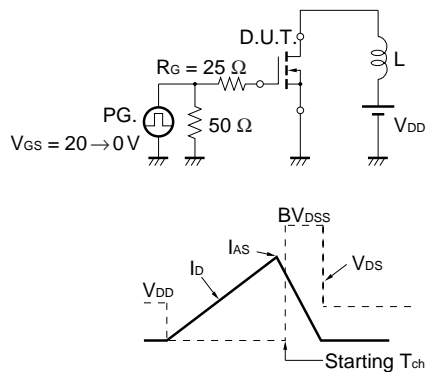 D.U.T.
L
RG = 25 Ω
PG.
50 Ω
VDD
VGS = 20 → 0 V
BVDSS
IAS
ID
VDS
VDD
Starting Tch